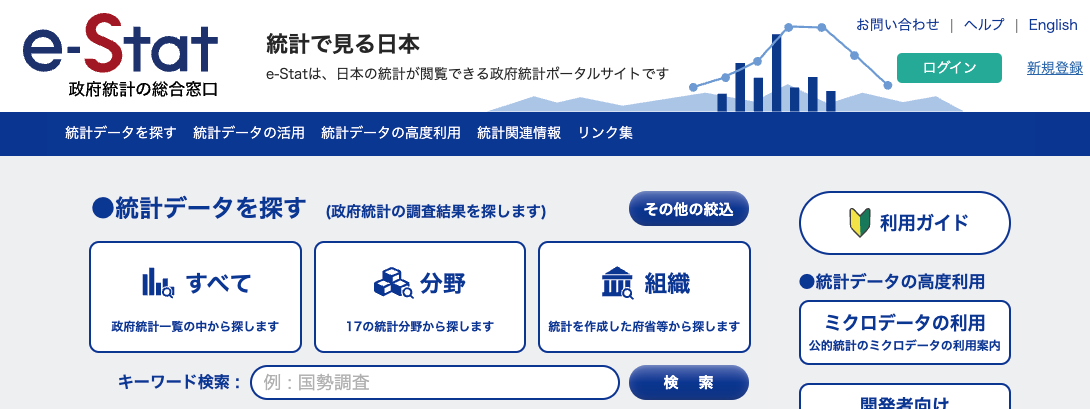 e-Stat
政府統計の総合窓口
統計で見る日本
e-Statは、日本の統計が閲覧できる政府統計ポータルサイトです
お問い合わせ | ヘルプ | English
ログイン
新規登録
統計データを探す 統計データの活用 統計データの高度利用 統計関連情報 リンク集
●統計データを探す (政府統計の調査結果を探します)
その他の絞込
すべて
政府統計一覧の中から探します
分野
17の統計分野から探します
組織
統計を作成した府省等から探します
キーワード検索：
例：国勢調査
検 索
利用ガイド
●統計データの高度利用
ミクロデータの利用
公的統計のミクロデータの利用案内
開発者向け